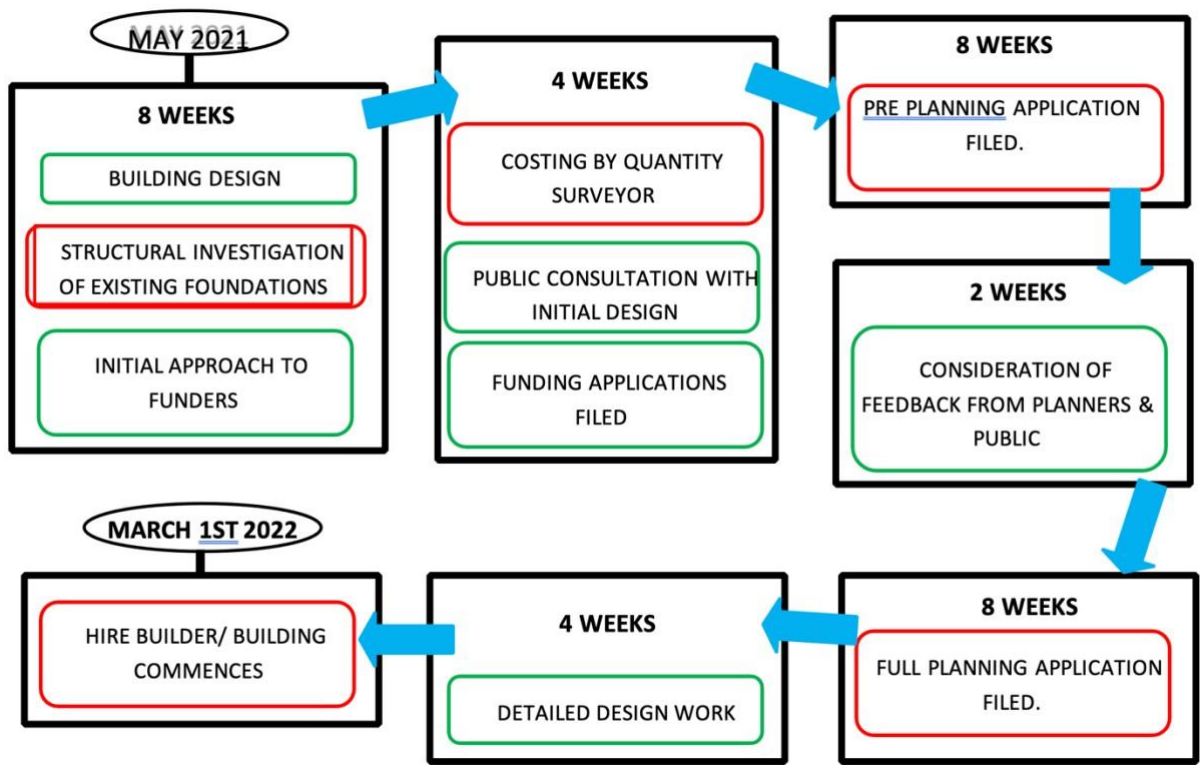 MAY 2021
8 WEEKS
BUILDING DESIGN
STRUCTURAL INVESTIGATION
OF EXISTING FOUNDATIONS
INITIAL APPROACH TO
FUNDERS
4 WEEKS
COSTING BY QUANTITY
SURVEYOR
PUBLIC CONSULTATION WITH
INITIAL DESIGN
FUNDING APPLICATIONS
FILED
8 WEEKS
PRE PLANNING APPLICATION
FILED.
2 WEEKS
CONSIDERATION OF
FEEDBACK FROM PLANNERS &
PUBLIC
8 WEEKS
FULL PLANNING APPLICATION
FILED.
4 WEEKS
DETAILED DESIGN WORK
MARCH 1ST 2022
HIRE BUILDER/ BUILDING
COMMENCES